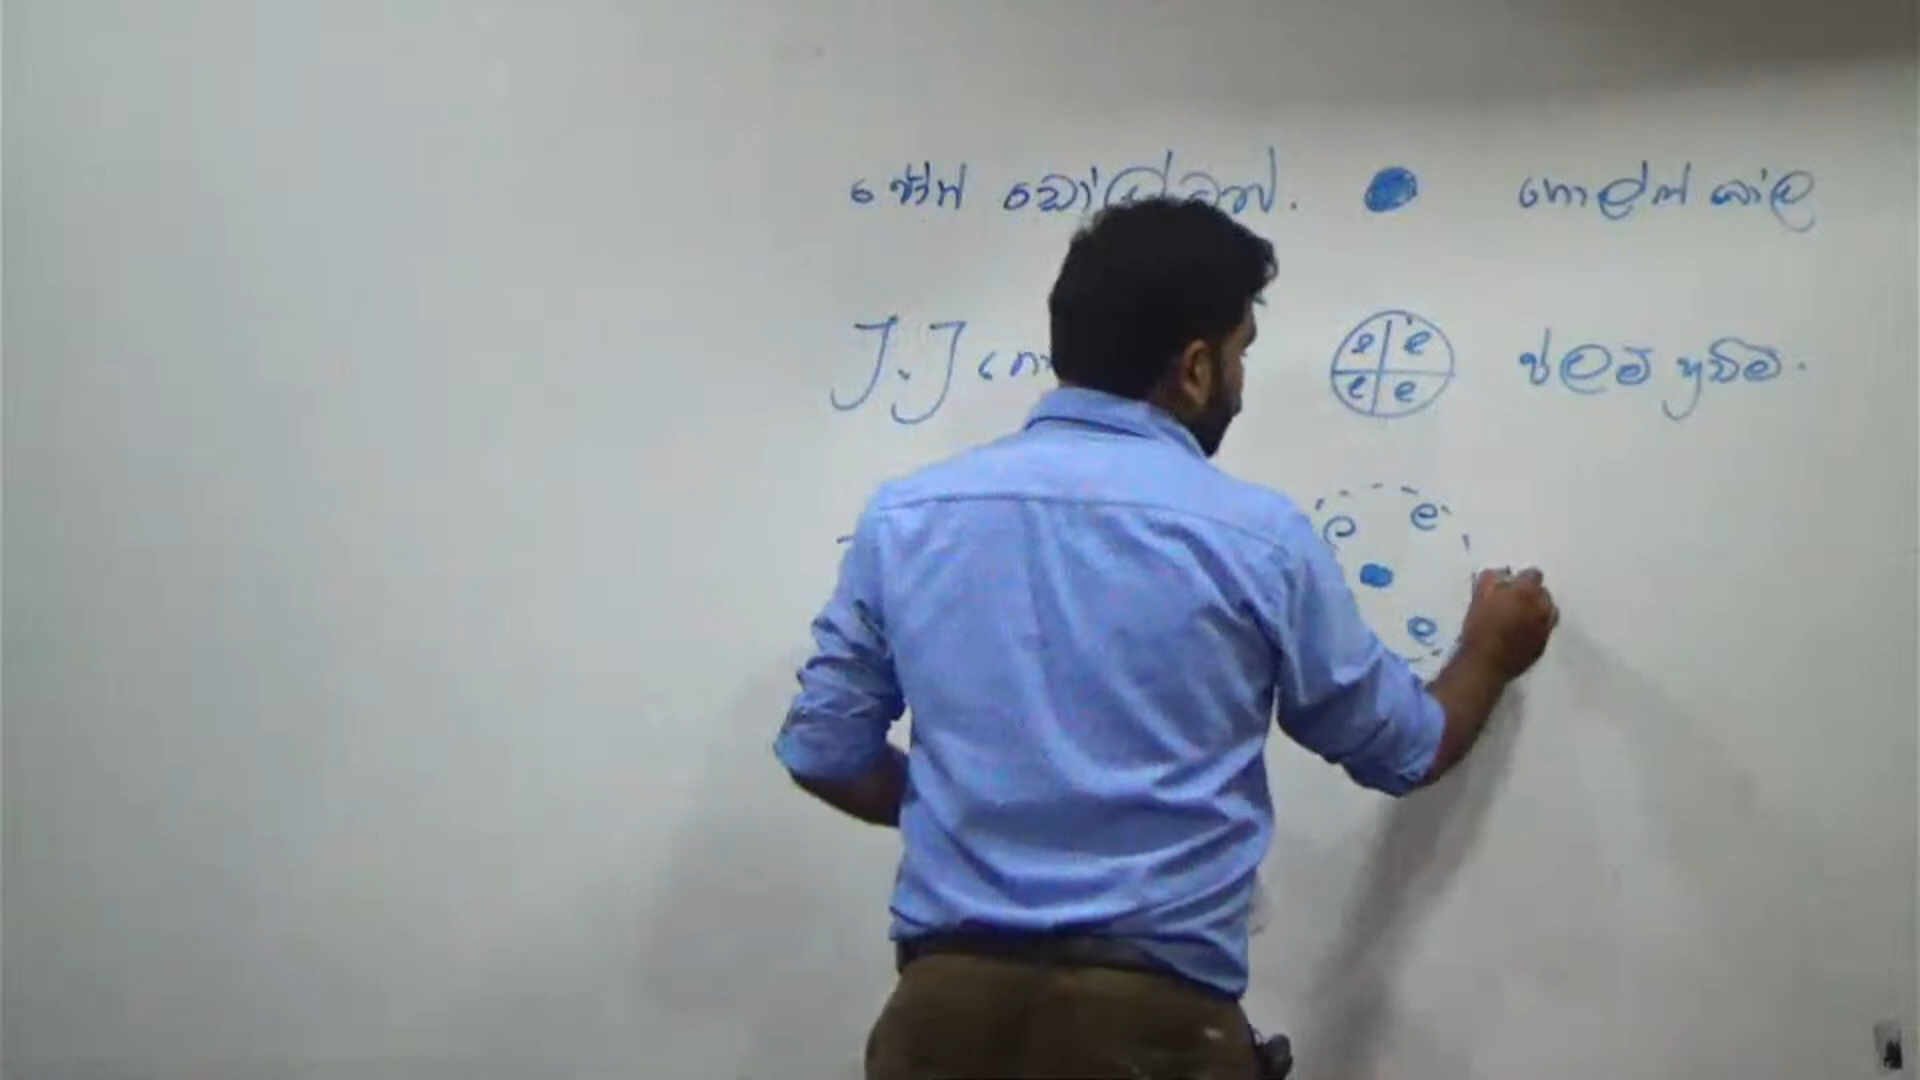 ජෝන් ඩෝල්ටන්. ගොල්ෆ් බෝල
J.J e e e e ප්ලම් පුඩිම.
e e e